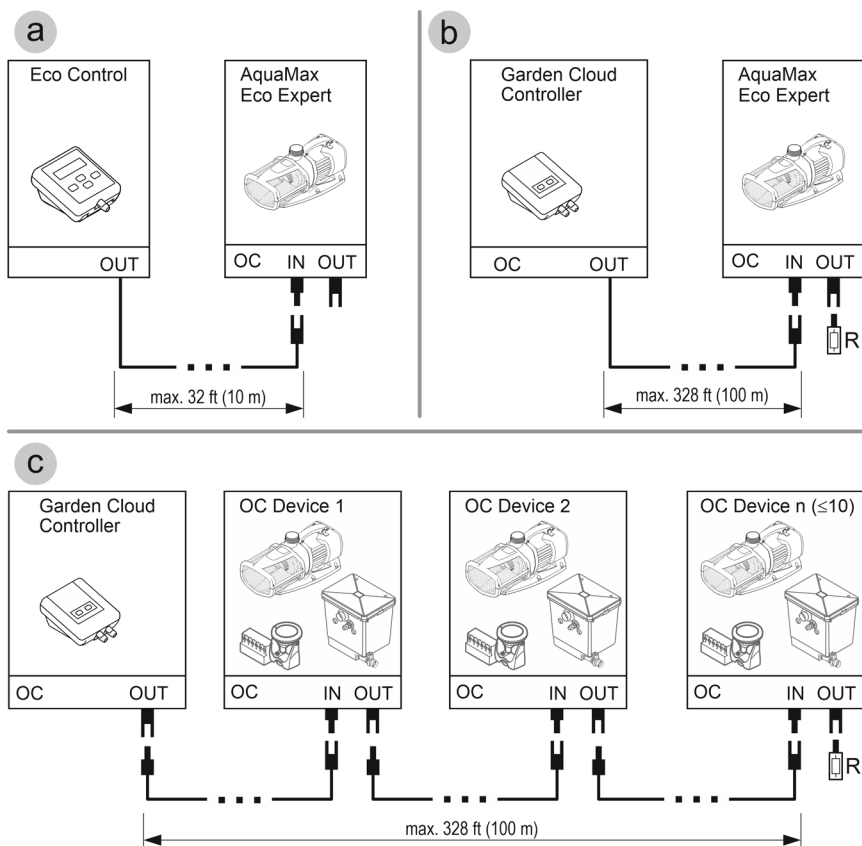 a
Eco Control
AquaMax
Eco Expert
OUT
OC IN OUT
max. 32 ft (10 m)
b
Garden Cloud
Controller
AquaMax
Eco Expert
OC OUT
OC IN OUT
R
max. 328 ft (100 m)
c
Garden Cloud
Controller
OC Device 1
OC Device 2
OC Device n (≤10)
OC OUT
OC IN OUT
OC IN OUT
OC IN OUT
R
max. 328 ft (100 m)